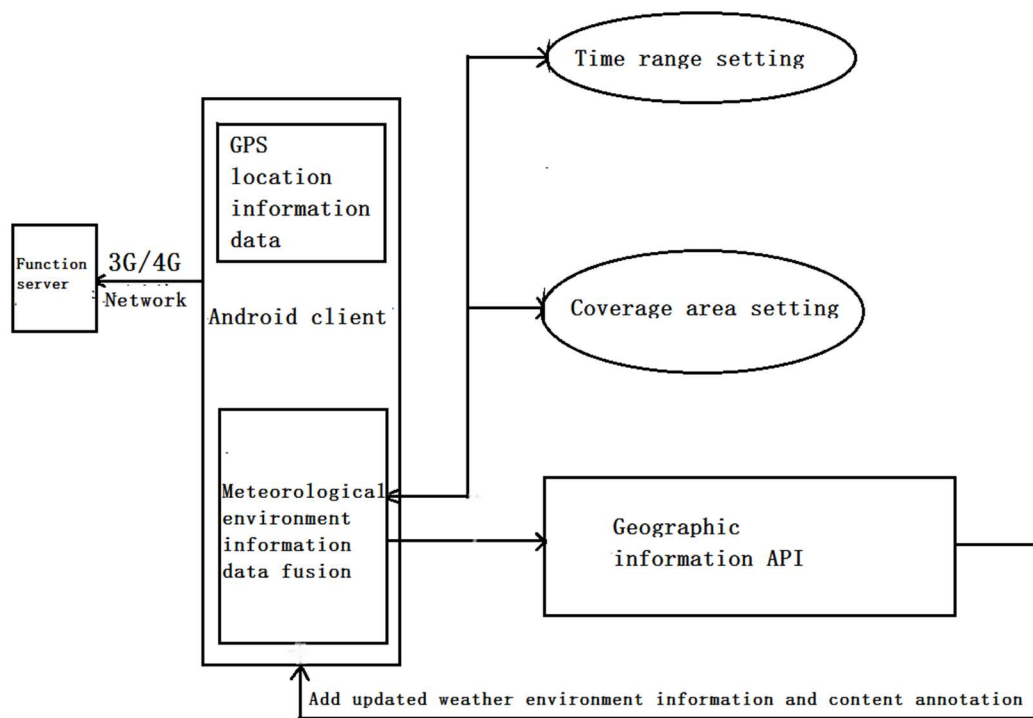 Time range setting
GPS
location
information
data
Function
server
3G/4G
Network
Android client
Coverage area setting
Meteorological
environment
information
data fusion
Geographic
information API
Add updated weather environment information and content annotation